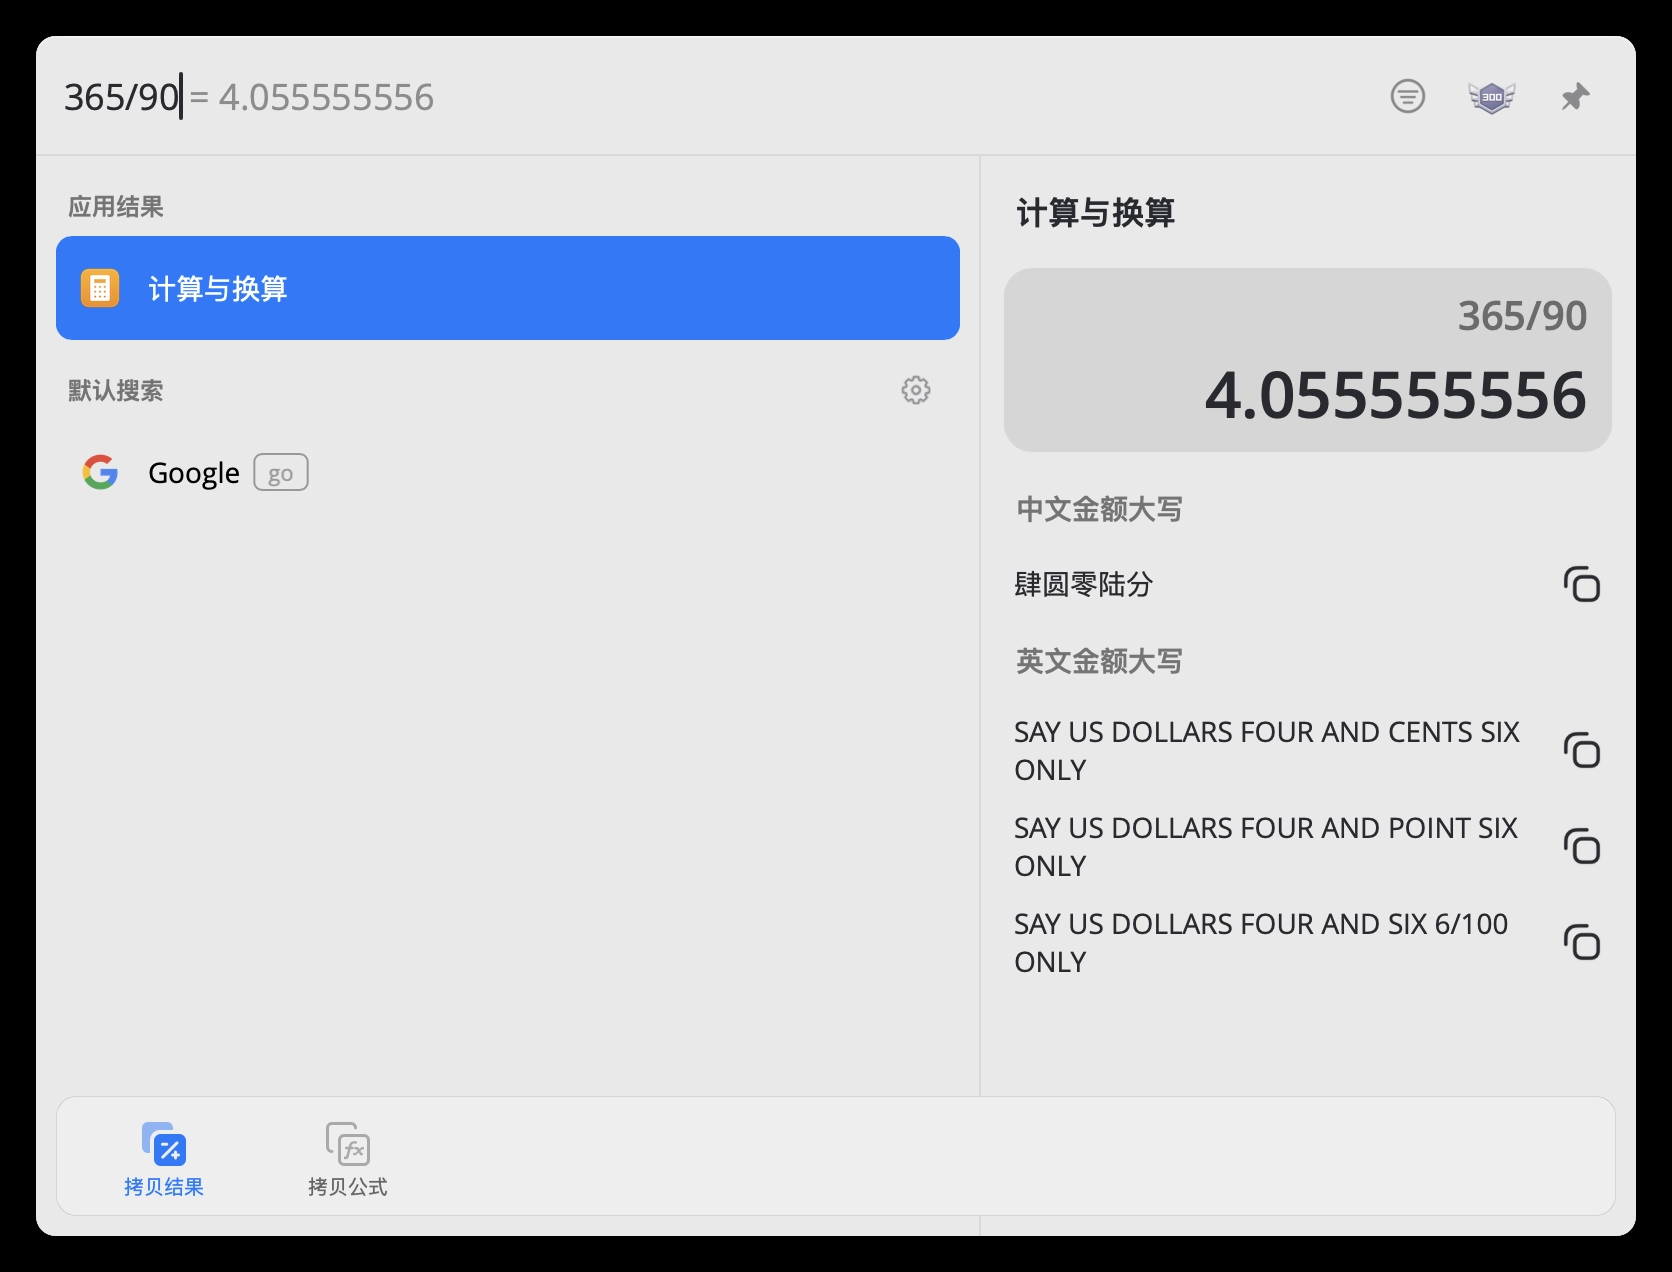 365/90 = 4.055555556
300
应用结果
计算与换算
默认搜索
Google go
计算与换算
365/90
4.055555556
中文金额大写
肆圆零陆分
英文金额大写
SAY US DOLLARS FOUR AND CENTS SIX
ONLY
SAY US DOLLARS FOUR AND POINT SIX
ONLY
SAY US DOLLARS FOUR AND SIX 6/100
ONLY
拷贝结果
fx
拷贝公式